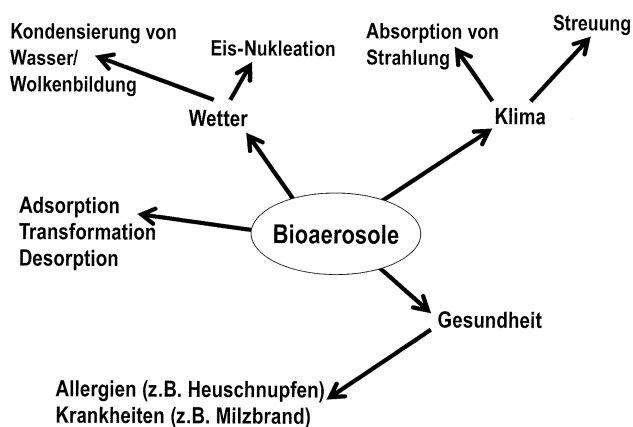 Kondensierung von
Wasser/
Wolkenbildung
Eis-Nukleation
Wetter
Absorption von
Strahlung
Streuung
Klima
Adsorption
Transformation
Desorption
Bioaerosole
Gesundheit
Allergien (z.B. Heuschnupfen)
Krankheiten (z.B. Milzbrand)